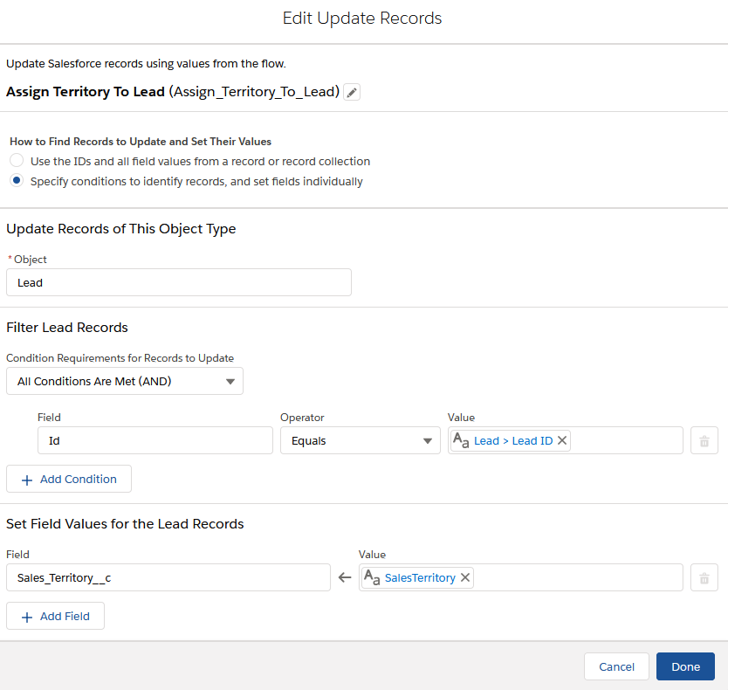 Edit Update Records
Update Salesforce records using values from the flow.
Assign Territory To Lead (Assign_Territory_To_Lead)
How to Find Records to Update and Set Their Values
Use the IDs and all field values from a record or record collection
Specify conditions to identify records, and set fields individually
Update Records of This Object Type
*Object
Lead
Filter Lead Records
Condition Requirements for Records to Update
All Conditions Are Met (AND)
Field Operator Value
Id Equals Aa Lead > Lead ID
+ Add Condition
Set Field Values for the Lead Records
Field Value
Sales_Territory__c ← Aa SalesTerritory
+ Add Field
Cancel Done